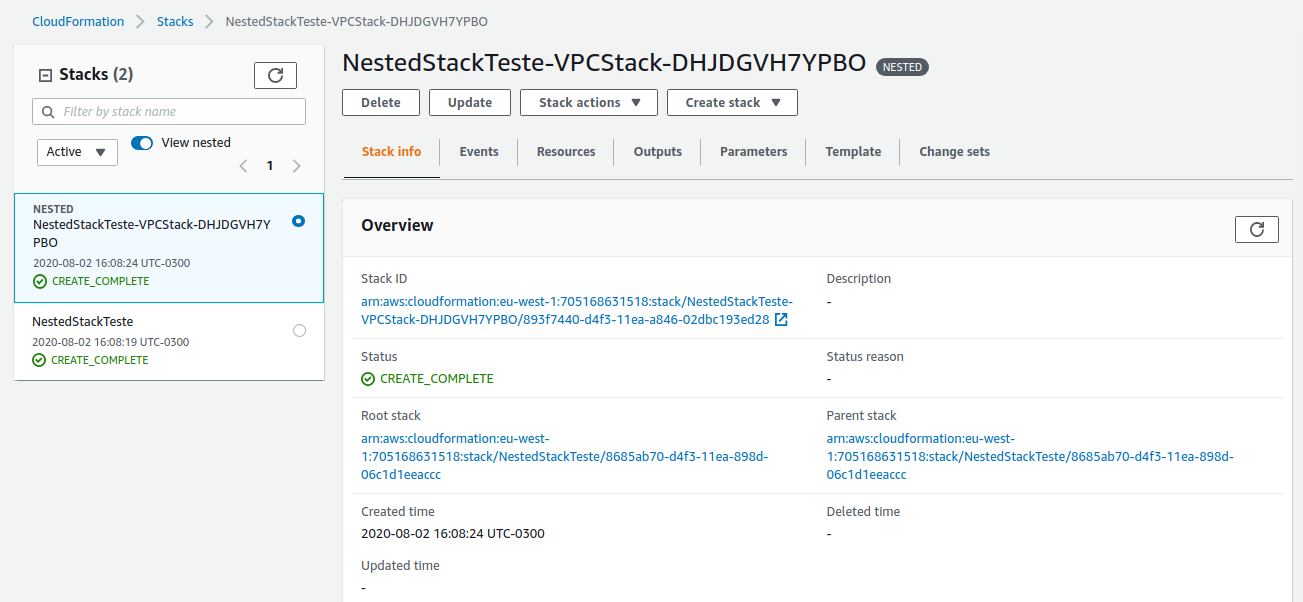 CloudFormation > Stacks > NestedStackTeste-VPCStack-DHJDGVH7YPBO
Stacks (2)
Filter by stack name
Active
View nested
1
NESTED
NestedStackTeste-VPCStack-DHJDGVH7Y
PBO
2020-08-02 16:08:24 UTC-0300
CREATE_COMPLETE
NestedStackTeste
2020-08-02 16:08:19 UTC-0300
CREATE_COMPLETE
NestedStackTeste-VPCStack-DHJDGVH7YPBO NESTED
Delete Update Stack actions Create stack
Stack info Events Resources Outputs Parameters Template Change sets
Overview
Stack ID
arn:aws:cloudformation:eu-west-1:705168631518:stack/NestedStackTeste-
VPCStack-DHJDGVH7YPBO/893f7440-d4f3-11ea-a846-02dbc193ed28
Description
-
Status
CREATE_COMPLETE
Status reason
-
Root stack
arn:aws:cloudformation:eu-west-
1:705168631518:stack/NestedStackTeste/8685ab70-d4f3-11ea-898d-
06c1d1eeaccc
Parent stack
arn:aws:cloudformation:eu-west-
1:705168631518:stack/NestedStackTeste/8685ab70-d4f3-11ea-898d-
06c1d1eeaccc
Created time
2020-08-02 16:08:24 UTC-0300
Deleted time
-
Updated time
-